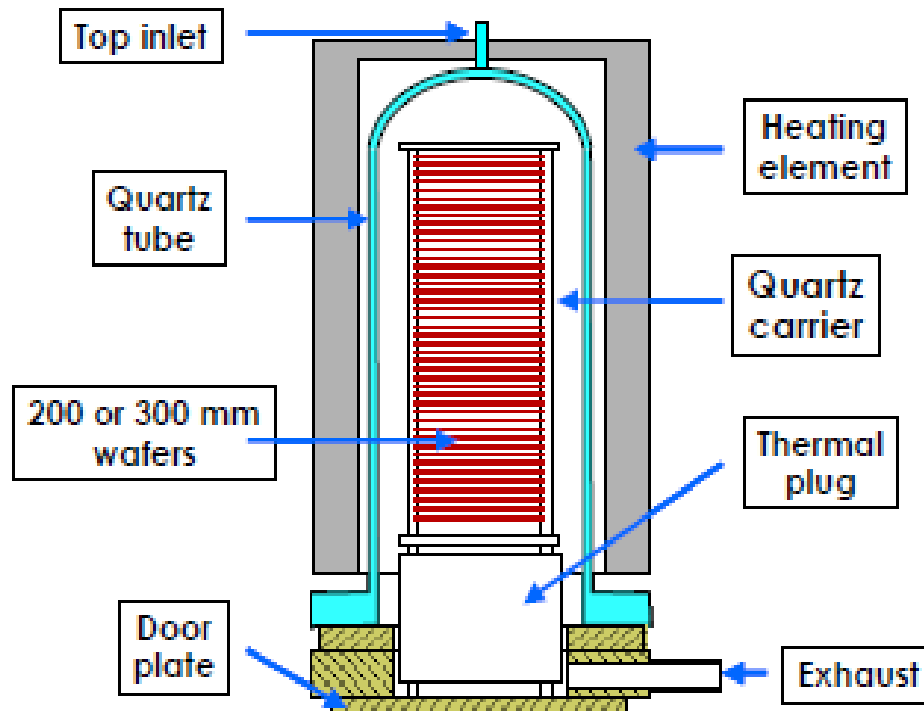 Top inlet
Heating
element
Quartz
tube
Quartz
carrier
200 or 300 mm
wafers
Thermal
plug
Door
plate
Exhaust